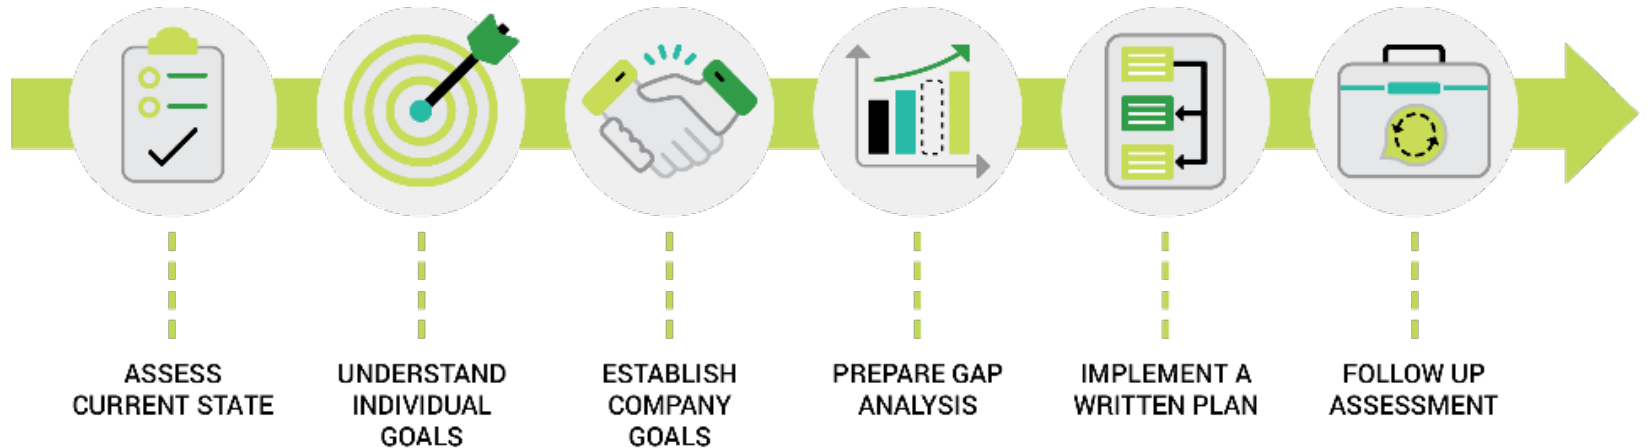 ASSESS
CURRENT STATE
UNDERSTAND
INDIVIDUAL
GOALS
ESTABLISH
COMPANY
GOALS
PREPARE GAP
ANALYSIS
IMPLEMENT A
WRITTEN PLAN
FOLLOW UP
ASSESSMENT